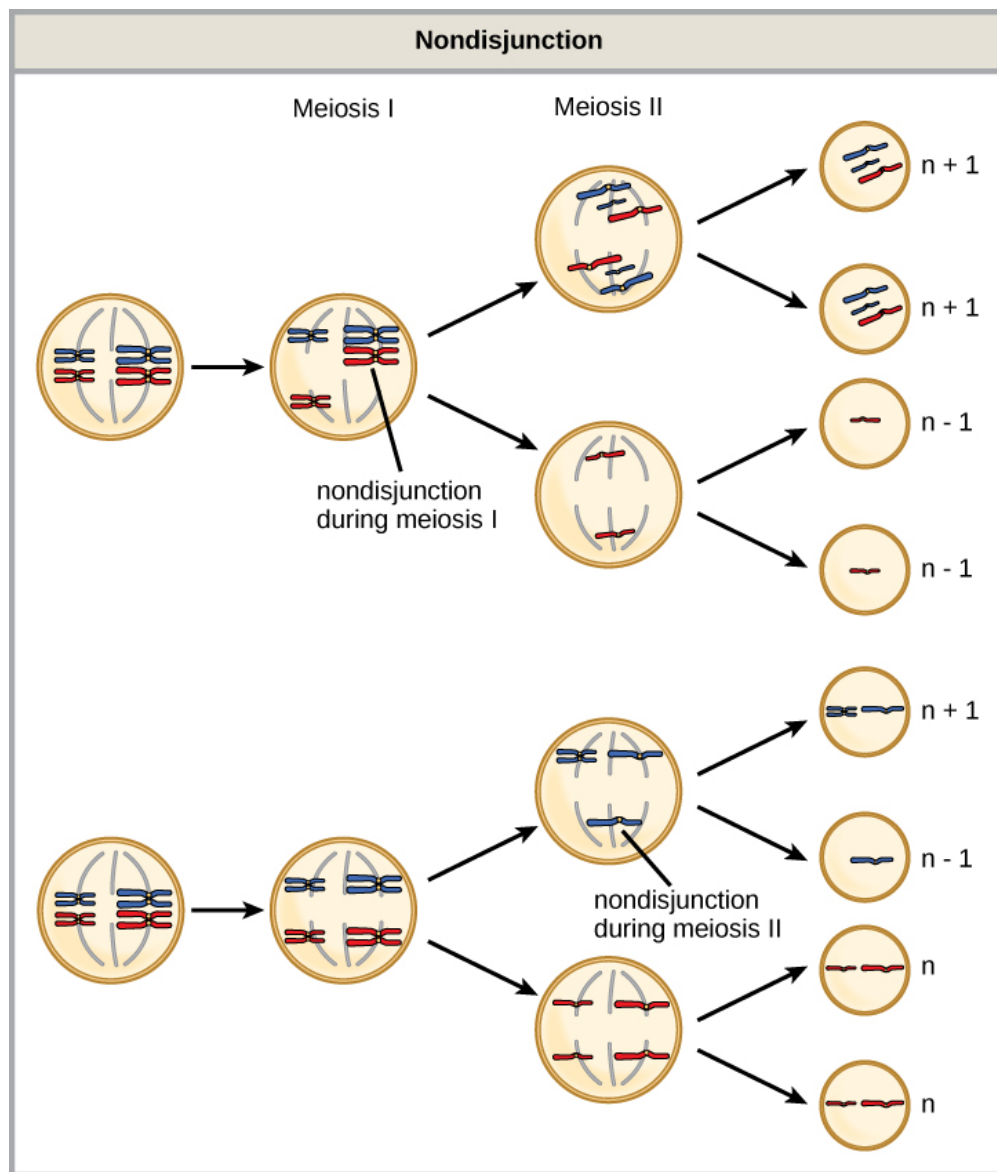 Nondisjunction
Meiosis I
Meiosis II
n + 1
n + 1
n - 1
n - 1
nondisjunction
during meiosis I
n + 1
n - 1
nondisjunction
during meiosis II
n
n